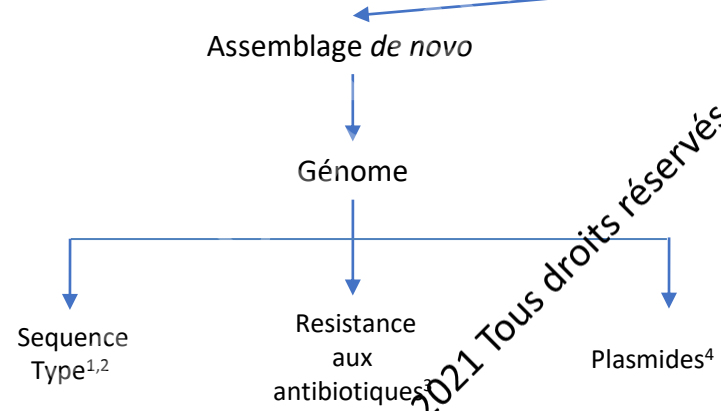 Assemblage de novo
Génome
Sequence
Type1,2
Resistance
aux
antibiotiques3
Plasmides4
2021 Tous droits réservés